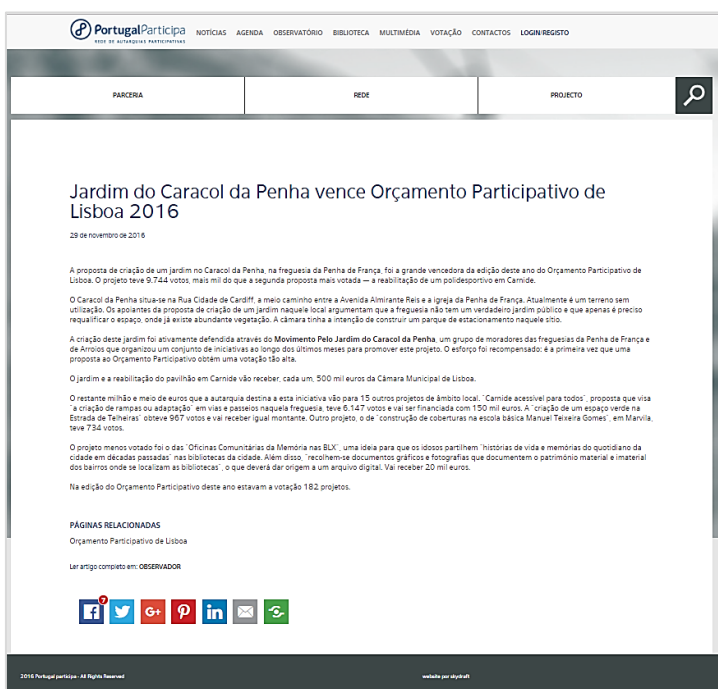 PortugalParticipa
REDE DE AUTARQUIAS PARTICIPATIVAS
NOTÍCIAS AGENDA OBSERVATÓRIO BIBLIOTECA MULTIMÉDIA VOTAÇÃO CONTACTOS LOGIN/REGISTO
PARCERIA REDE PROJECTO
Jardim do Caracol da Penha vence Orçamento Participativo de
Lisboa 2016
29 de novembro de 2016
A proposta de criação de um jardim no Caracol da Penha, na freguesia da Penha de França, foi a grande vencedora da edição deste ano do Orçamento Participativo de
Lisboa. O projeto teve 9.744 votos, mais mil do que a segunda proposta mais votada — a reabilitação de um polidesportivo em Carnide.
O Caracol da Penha situa-se na Rua Cidade de Cardiff, a meio caminho entre a Avenida Almirante Reis e a igreja da Penha de França. Atualmente é um terreno sem
utilização. Os apoiantes da proposta de criação de um jardim naquele local argumentam que a freguesia não tem um verdadeiro jardim público e que apenas é preciso
requalificar o espaço, onde já existe abundante vegetação. A câmara tinha a intenção de construir um parque de estacionamento naquele sítio.
A criação deste jardim foi ativamente defendida através do Movimento Pelo Jardim do Caracol da Penha, um grupo de moradores das freguesias da Penha de França e
de Arroios que organizou um conjunto de iniciativas ao longo dos últimos meses para promover este projeto. O esforço foi recompensado: é a primeira vez que uma
proposta ao Orçamento Participativo obtém uma votação tão alta.
O jardim e a reabilitação do pavilhão em Carnide vão receber, cada um, 500 mil euros da Câmara Municipal de Lisboa.
O restante milhão e meio de euros que a autarquia destina a esta iniciativa vão para 15 outros projetos de âmbito local. ¨Carnide acessível para todos¨, proposta que visa
¨a criação de rampas ou adaptação¨ em vias e passeios naquela freguesia, teve 6.147 votos e vai ser financiada com 150 mil euros. A ¨criação de um espaço verde na
Estrada de Telheiras¨ obteve 967 votos e vai receber igual montante. Outro projeto, o de ¨construção de coberturas na escola básica Manuel Teixeira Gomes¨, em Marvila,
teve 734 votos.
O projeto menos votado foi o das ¨Oficinas Comunitárias da Memória nas BLX¨, uma ideia para que os idosos partilhem ¨histórias de vida e memórias do quotidiano da
cidade em décadas passadas¨ nas bibliotecas da cidade. Além disso, ¨recolhem-se documentos gráficos e fotografias que documentem o património material e imaterial
dos bairros onde se localizam as bibliotecas¨, o que deverá dar origem a um arquivo digital. Vai receber 20 mil euros.
Na edição do Orçamento Participativo deste ano estavam a votação 182 projetos.
PÁGINAS RELACIONADAS
Orçamento Participativo de Lisboa
Ler artigo completo em: OBSERVADOR
7
G+
in
2016 Portugal participa - All Rights Reserved website por skydraft